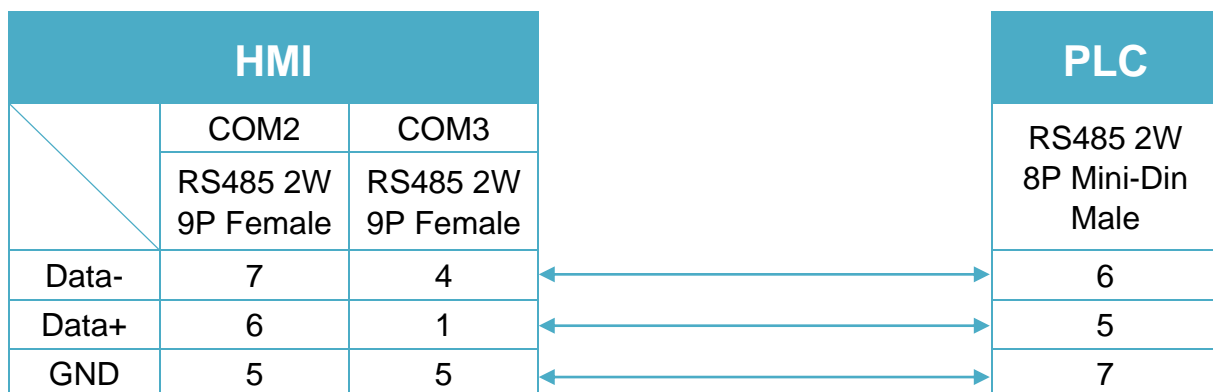 HMI PLC
COM2 COM3
RS485 2W
9P Female
RS485 2W
9P Female
RS485 2W
8P Mini-Din
Male
Data- 7 4 6
Data+ 6 1 5
GND 5 5 7